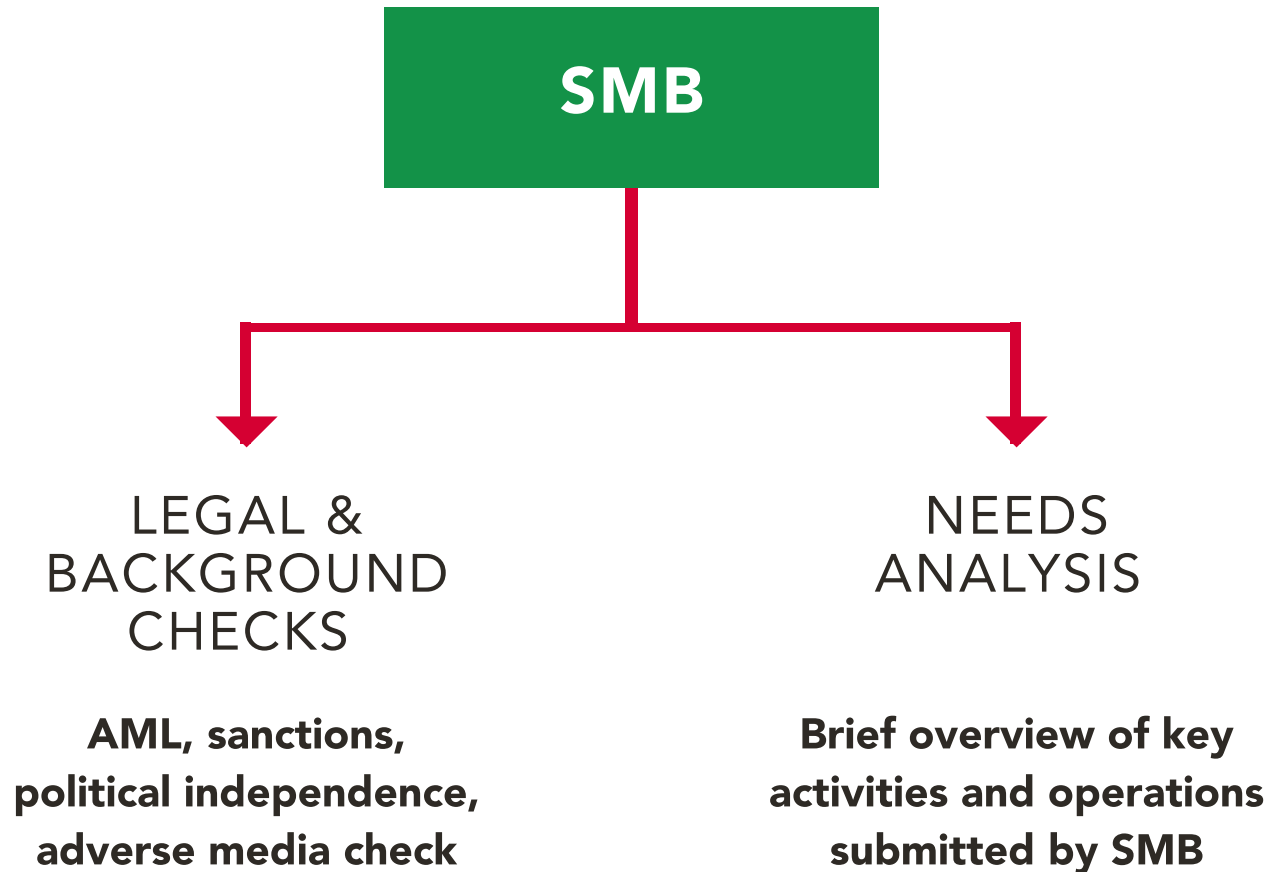 SMB
LEGAL &
BACKGROUND
CHECKS
AML, sanctions,
political independence,
adverse media check
NEEDS
ANALYSIS
Brief overview of key
activities and operations
submitted by SMB